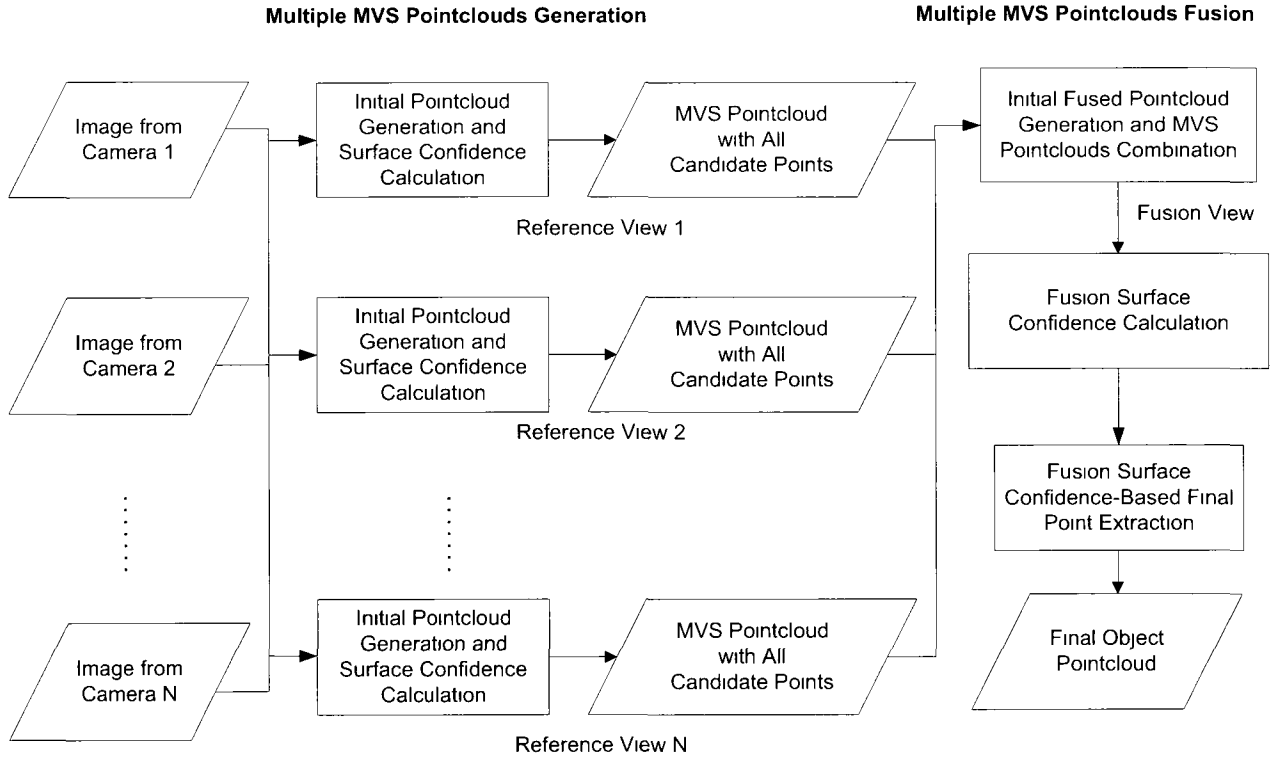 Multiple MVS Pointclouds Generation
Multiple MVS Pointclouds Fusion
Image from
Camera 1
Initial Pointcloud
Generation and
Surface Confidence
Calculation
MVS Pointcloud
with All
Candidate Points
Reference View 1
Initial Fused Pointcloud
Generation and MVS
Pointclouds Combination
Fusion View
Image from
Camera 2
Initial Pointcloud
Generation and
Surface Confidence
Calculation
MVS Pointcloud
with All
Candidate Points
Reference View 2
Fusion Surface
Confidence Calculation
Fusion Surface
Confidence-Based Final
Point Extraction
Image from
Camera N
Initial Pointcloud
Generation and
Surface Confidence
Calculation
MVS Pointcloud
with All
Candidate Points
Reference View N
Final Object
Pointcloud